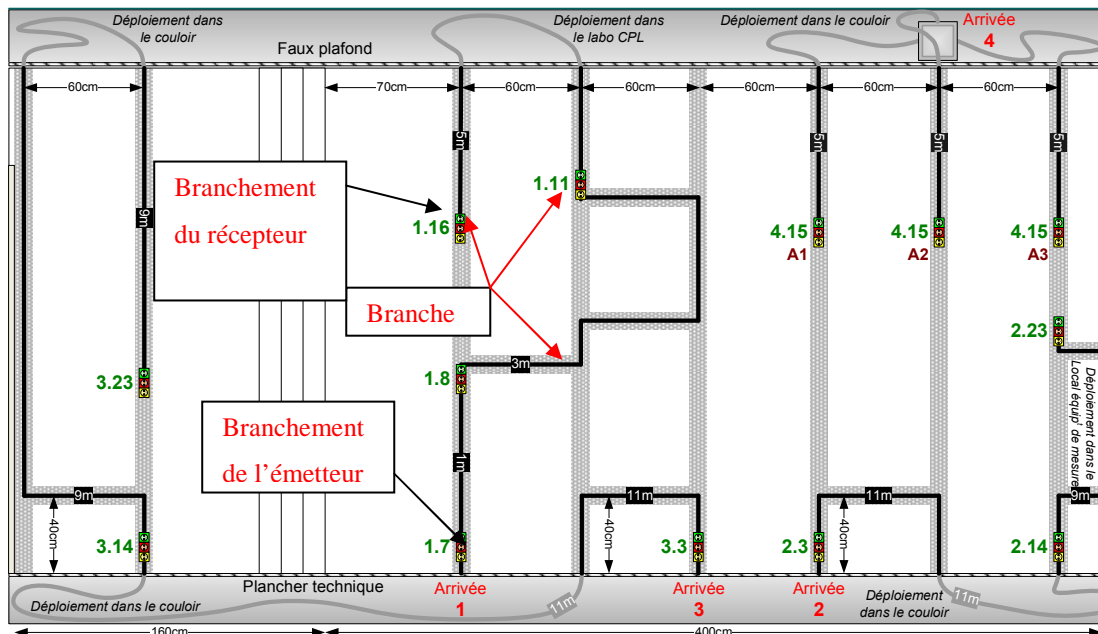 Déploiement dans
le couloir
Déploiement dans
le labo CPL
Déploiement dans le couloir
Arrivée
4
Faux plafond
60cm
70cm
60cm
60cm
60cm
60cm
60cm
9m
5m
5m
5m
5m
Branchement
du récepteur
1.16
1.11
4.15
A1
4.15
A2
4.15
A3
Branche
2.23
3.23
1.8
3m
Déploiement dans le
Local équip' de mesure
Branchement
de l'émetteur
1m
9m
11m
11m
9m
40cm
40cm
40cm
3.14
1.7
3.3
2.3
2.14
Plancher technique
Arrivée
1
Arrivée
3
Arrivée
2
Déploiement dans le couloir
11m
Déploiement
dans le couloir
11m
160cm
400cm